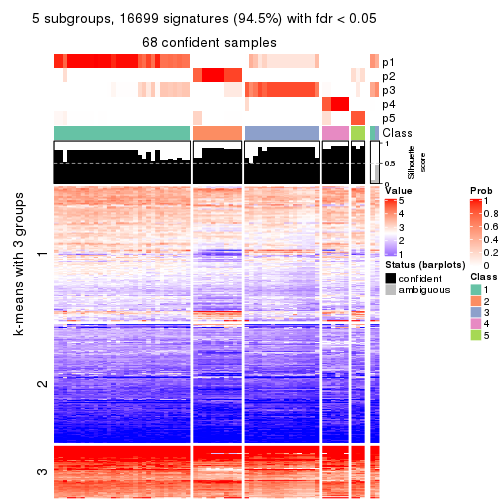 5 subgroups, 16699 signatures (94.5%) with fdr < 0.05
68 confident samples
p1
p2
p3
p4
p5
Class
1
0.5
0
Silhouette
score
k-means with 3 groups
1
2
3
Value
5
4
3
2
1
Status (barplots)
confident
ambiguous
Prob
1
0.8
0.6
0.4
0.2
0
Class
1
2
3
4
5